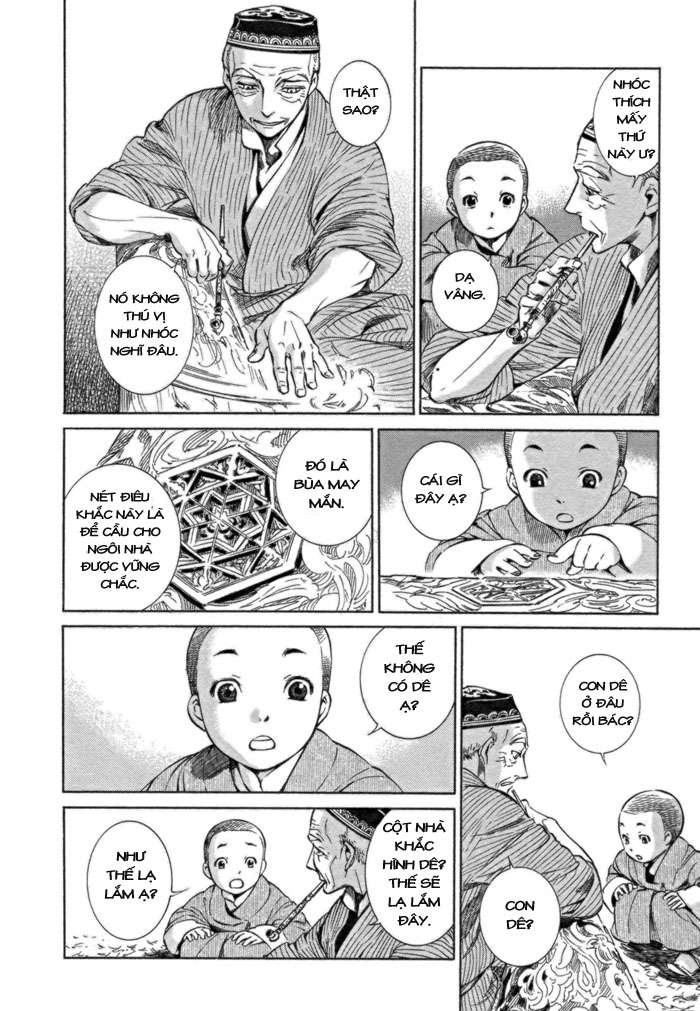 NHÓC
THÍCH
MẤY
THỨ
NÀY Ư?
DẠ
VÂNG.
THẬT
SAO?
NÓ KHÔNG
THÚ VỊ
NHƯ NHÓC
NGHĨ ĐÂU.
CÁI GÌ
ĐÂY Ạ?
ĐÓ LÀ
BÙA MAY
MẮN.
NÉT ĐIÊU
KHẮC NÀY LÀ
ĐỂ CẦU CHO
NGÔI NHÀ
ĐƯỢC VỮNG
CHẮC.
THẾ
KHÔNG
CÓ DÊ
Ạ?
CON DÊ
Ở ĐÂU
RỒI BÁC?
CON
DÊ?
CỘT NHÀ
KHẮC
HÌNH DÊ?
THẾ SẼ
LẠ LẮM
ĐẤY.
NHƯ
THẾ LẠ
LẮM Ạ?